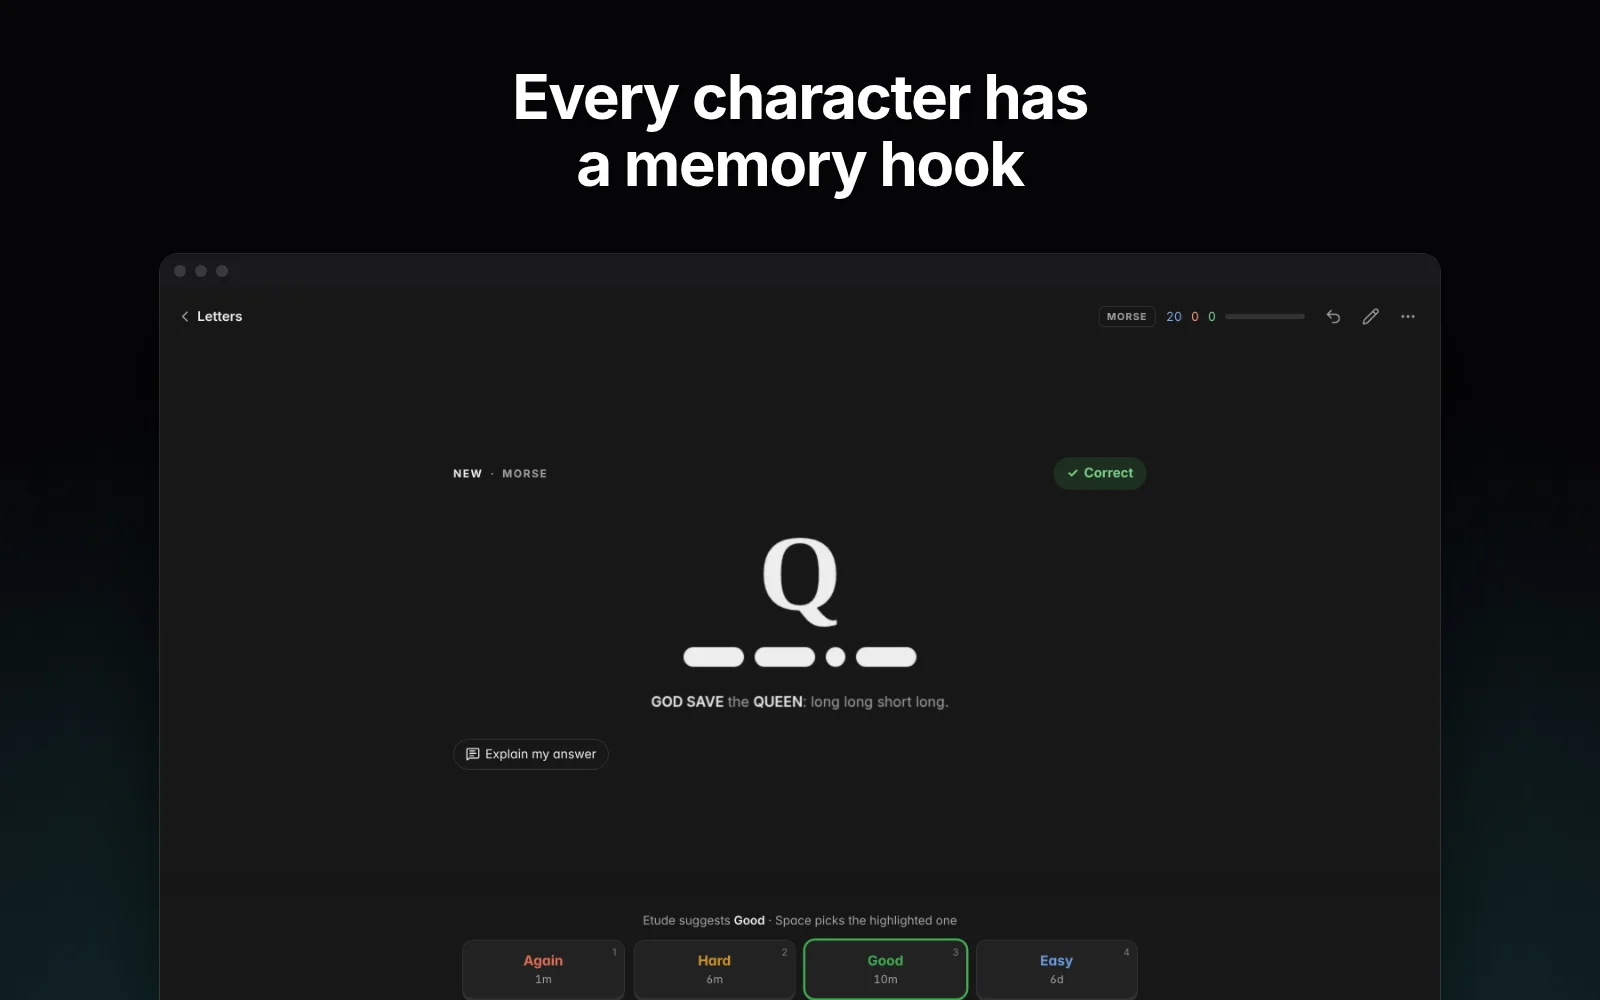 Every character has
a memory hook
Letters
MORSE 20 0 0
NEW · MORSE
Correct
Q
GOD SAVE the QUEEN: long long short long.
Explain my answer
Etude suggests Good · Space picks the highlighted one
Again 1
1m
Hard 2
6m
Good 3
10m
Easy 4
6d